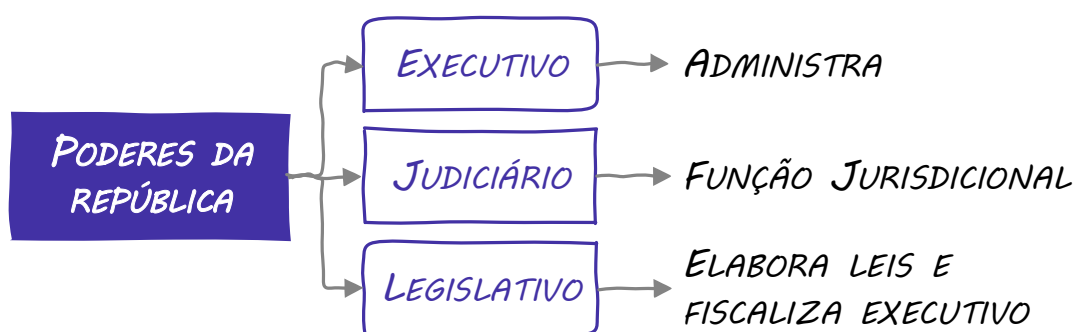 PODERES DA
REPÚBLICA
EXECUTIVO
ADMINISTRA
JUDICIÁRIO
FUNÇÃO JURISDICIONAL
LEGISLATIVO
ELABORA LEIS E
FISCALIZA EXECUTIVO